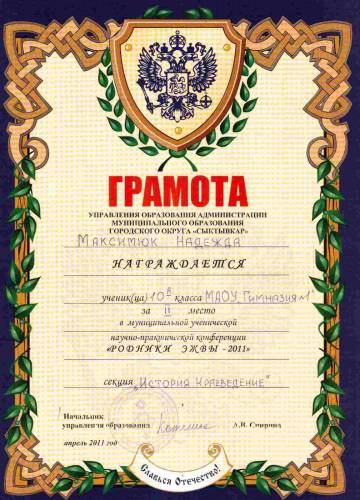 ГРАМОТА
УПРАВЛЕНИЯ ОБРАЗОВАНИЯ АДМИНИСТРАЦИИ
МУНИЦИПАЛЬНОГО ОБРАЗОВАНИЯ
ГОРОДСКОГО ОКРУГА «СЫКТЫВКАР»
Максимюк Надежда
НАГРАЖДАЕТСЯ
ученик(ца) 10 в класса МАОУ „Гимназия №1"
за II место
в муниципальной ученической
научно-практической конференции
«РОДНИКИ ЭЖВЫ - 2011»
секция „История Краеведение"
Начальник
управления образования А.В. Смирнова
апрель 2011 год
Славься Отечество!